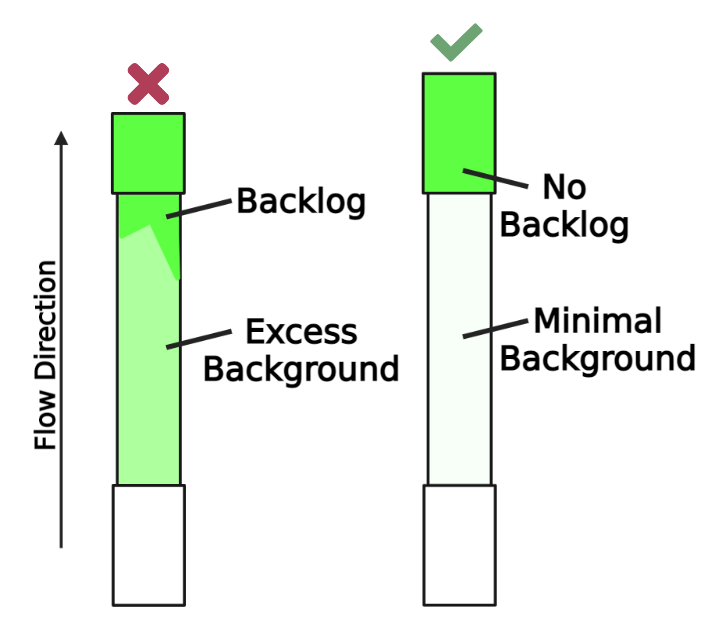 Backlog
No
Backlog
Flow Direction
Excess
Background
Minimal
Background